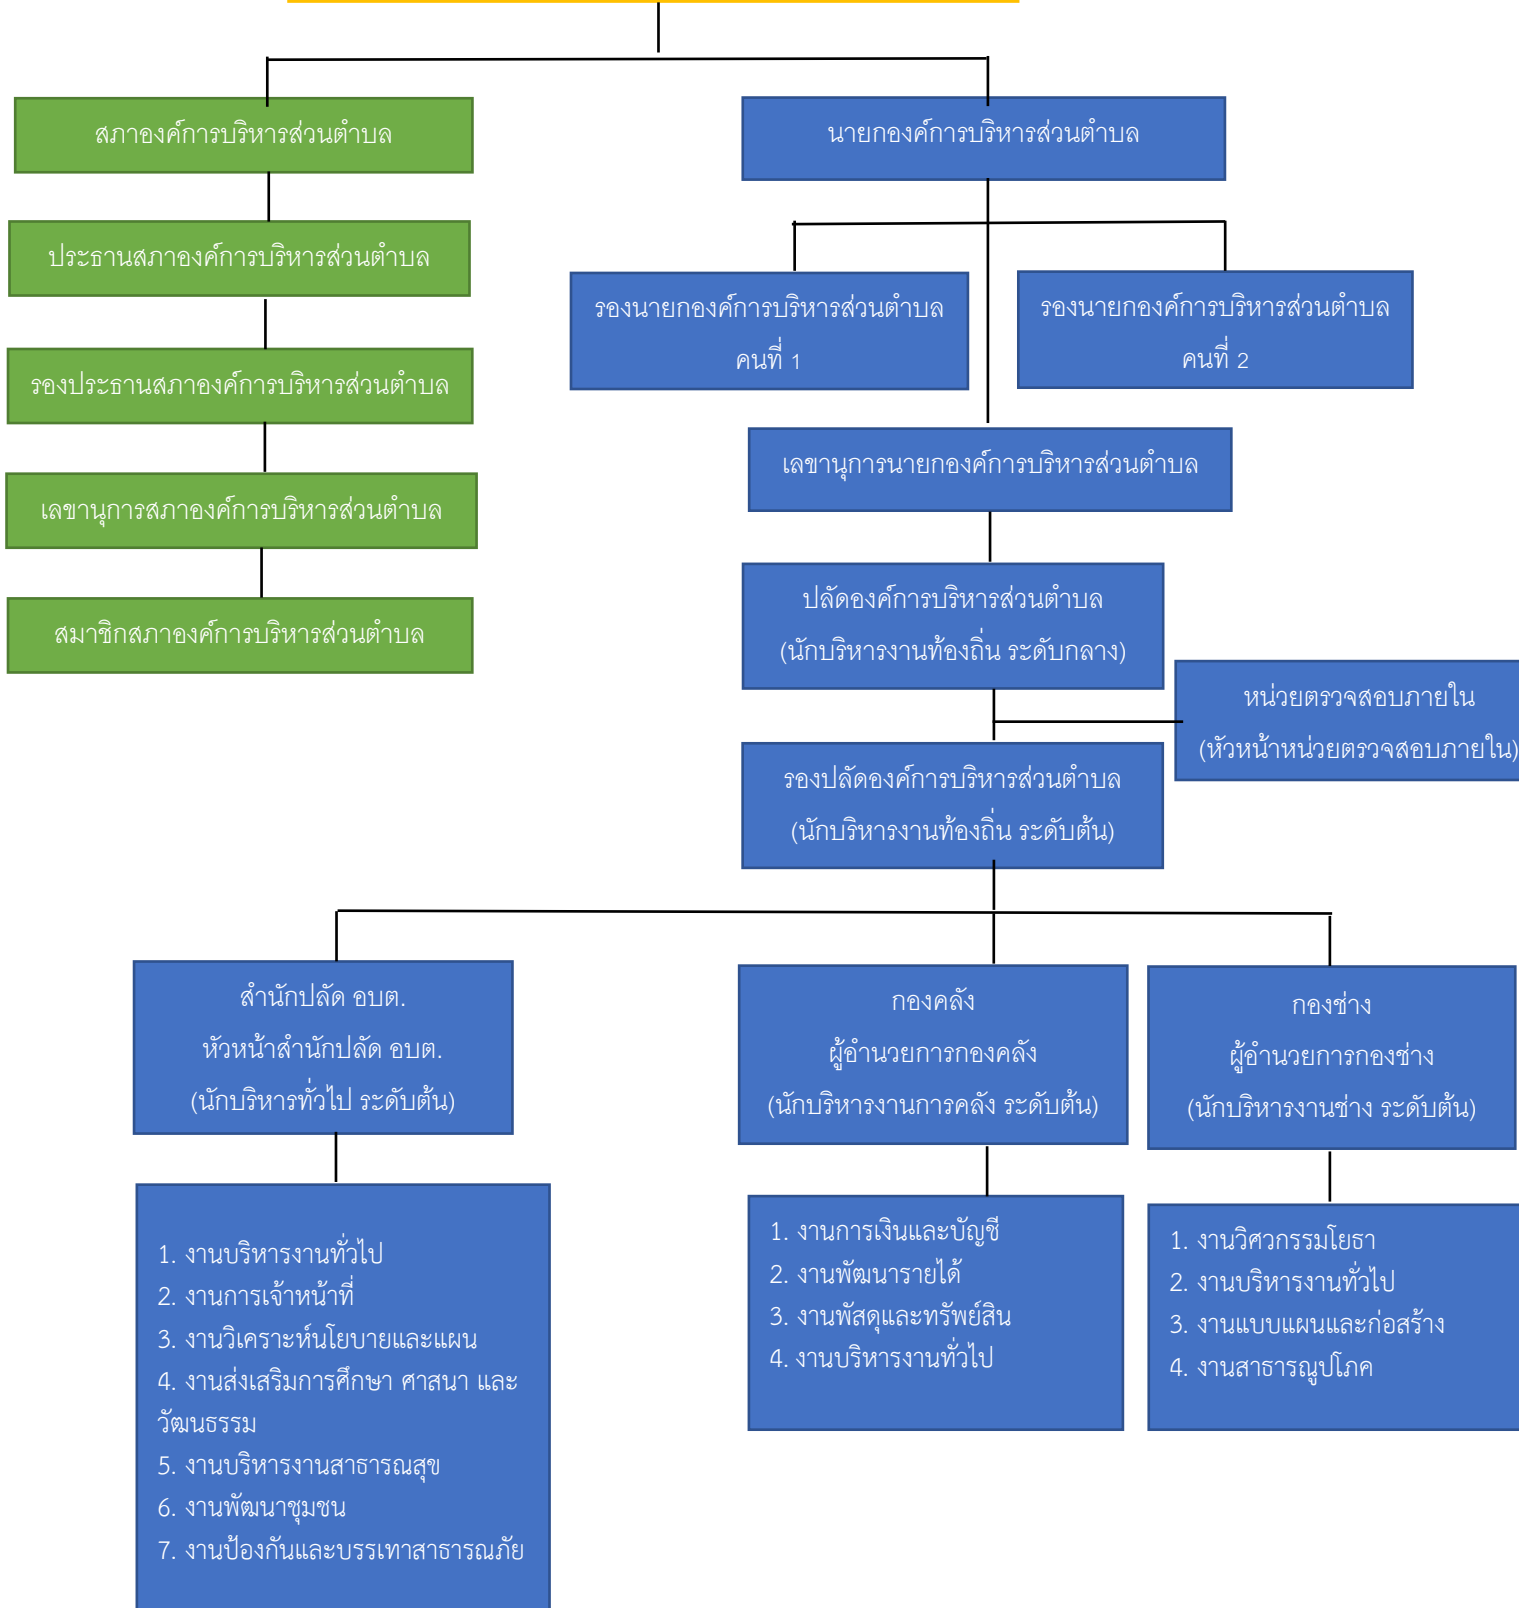 สภาองค์การบริหารส่วนตำบล
ประธานสภาองค์การบริหารส่วนตำบล
รองประธานสภาองค์การบริหารส่วนตำบล
เลขานุการสภาองค์การบริหารส่วนตำบล
สมาชิกสภาองค์การบริหารส่วนตำบล
นายกองค์การบริหารส่วนตำบล
รองนายกองค์การบริหารส่วนตำบล
คนที่ 1
รองนายกองค์การบริหารส่วนตำบล
คนที่ 2
เลขานุการนายกองค์การบริหารส่วนตำบล
ปลัดองค์การบริหารส่วนตำบล
(นักบริหารงานท้องถิ่น ระดับกลาง)
หน่วยตรวจสอบภายใน
(หัวหน้าหน่วยตรวจสอบภายใน)
รองปลัดองค์การบริหารส่วนตำบล
(นักบริหารงานท้องถิ่น ระดับต้น)
สำนักปลัด อบต.
หัวหน้าสำนักปลัด อบต.
(นักบริหารทั่วไป ระดับต้น)
1. งานบริหารงานทั่วไป
2. งานการเจ้าหน้าที่
3. งานวิเคราะห์นโยบายและแผน
4. งานส่งเสริมการศึกษา ศาสนา และ
วัฒนธรรม
5. งานบริหารงานสาธารณสุข
6. งานพัฒนาชุมชน
7. งานป้องกันและบรรเทาสาธารณภัย
กองคลัง
ผู้อำนวยการกองคลัง
(นักบริหารงานการคลัง ระดับต้น)
1. งานการเงินและบัญชี
2. งานพัฒนารายได้
3. งานพัสดุและทรัพย์สิน
4. งานบริหารงานทั่วไป
กองช่าง
ผู้อำนวยการกองช่าง
(นักบริหารงานช่าง ระดับต้น)
1. งานวิศวกรรมโยธา
2. งานบริหารงานทั่วไป
3. งานแบบแผนและก่อสร้าง
4. งานสาธารณูปโภค